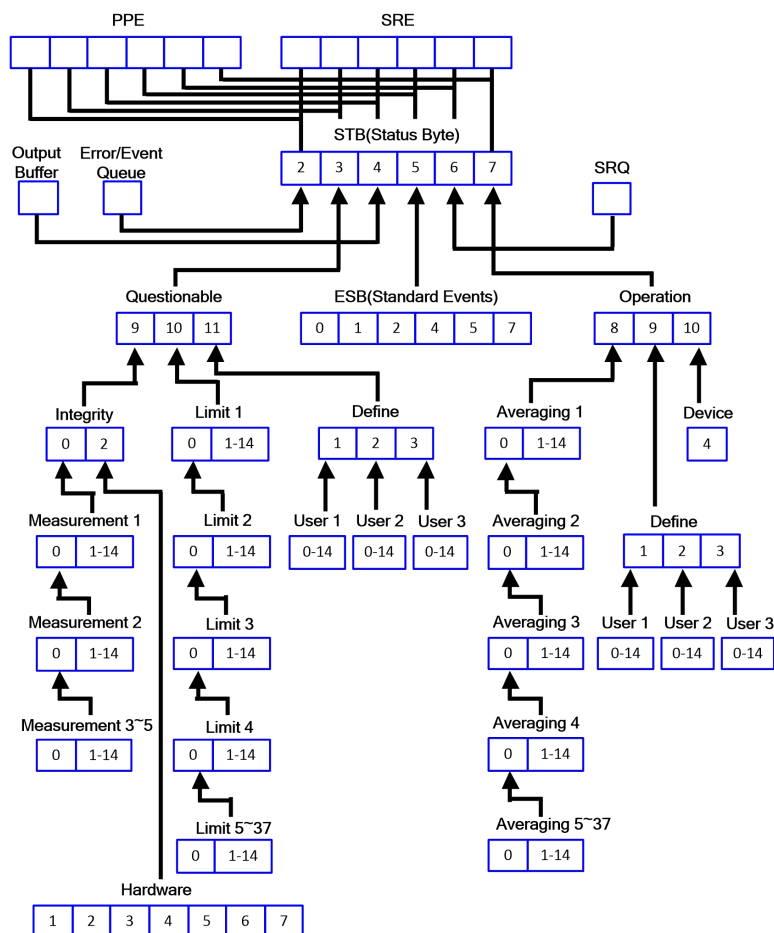 PPE SRE
STB(Status Byte)
Output Buffer Error/Event Queue 2 3 4 5 6 7 SRQ
Questionable ESB(Standard Events) Operation
9 10 11 0 1 2 4 5 7 8 9 10
Integrity Limit 1 Define Averaging 1 Device
0 2 0 1-14 1 2 3 0 1-14 4
Measurement 1 Limit 2 User 1 User 2 User 3 Averaging 2 Define
0 1-14 0 1-14 0-14 0-14 0-14 0 1-14 1 2 3
Measurement 2 Limit 3 Averaging 3 User 1 User 2 User 3
0 1-14 0 1-14 0 1-14 0-14 0-14 0-14
Measurement 3~5 Limit 4 Averaging 4
0 1-14 0 1-14 0 1-14
Limit 5~37 Averaging 5~37
0 1-14 0 1-14
Hardware
1 2 3 4 5 6 7